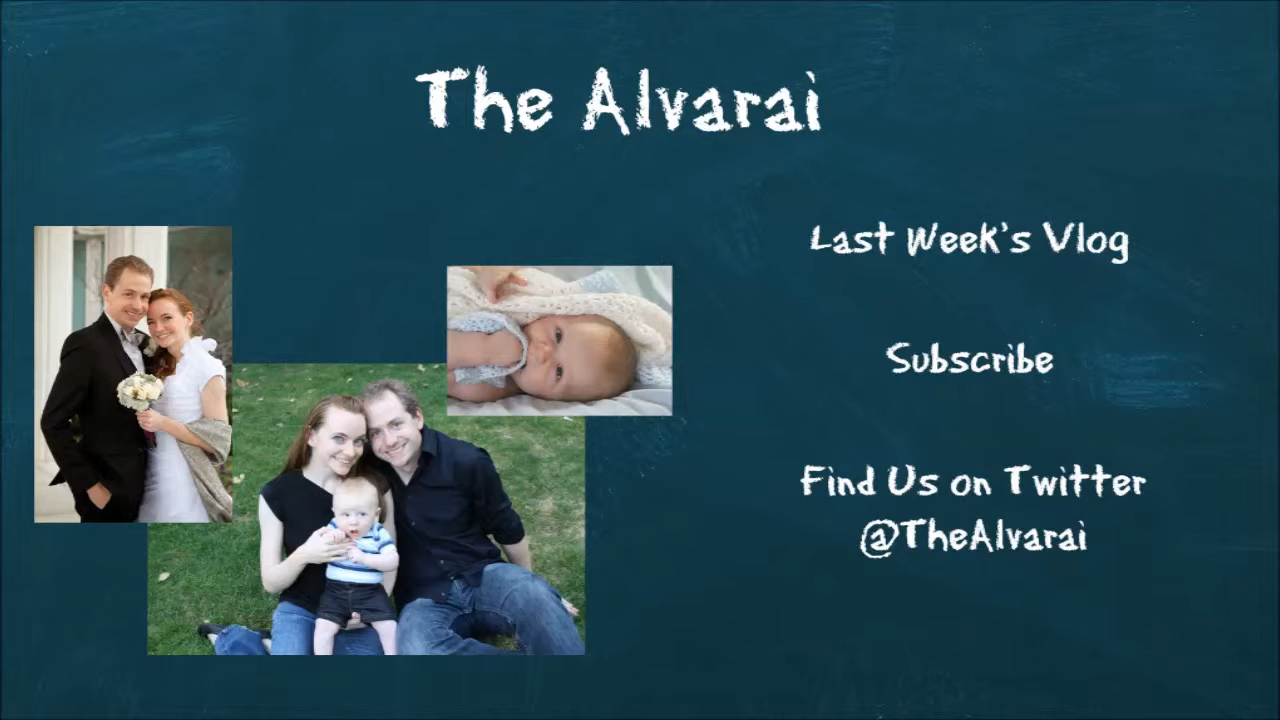 The Alvarai
Last Week's Vlog
Subscribe
Find Us on Twitter
@TheAlvarai